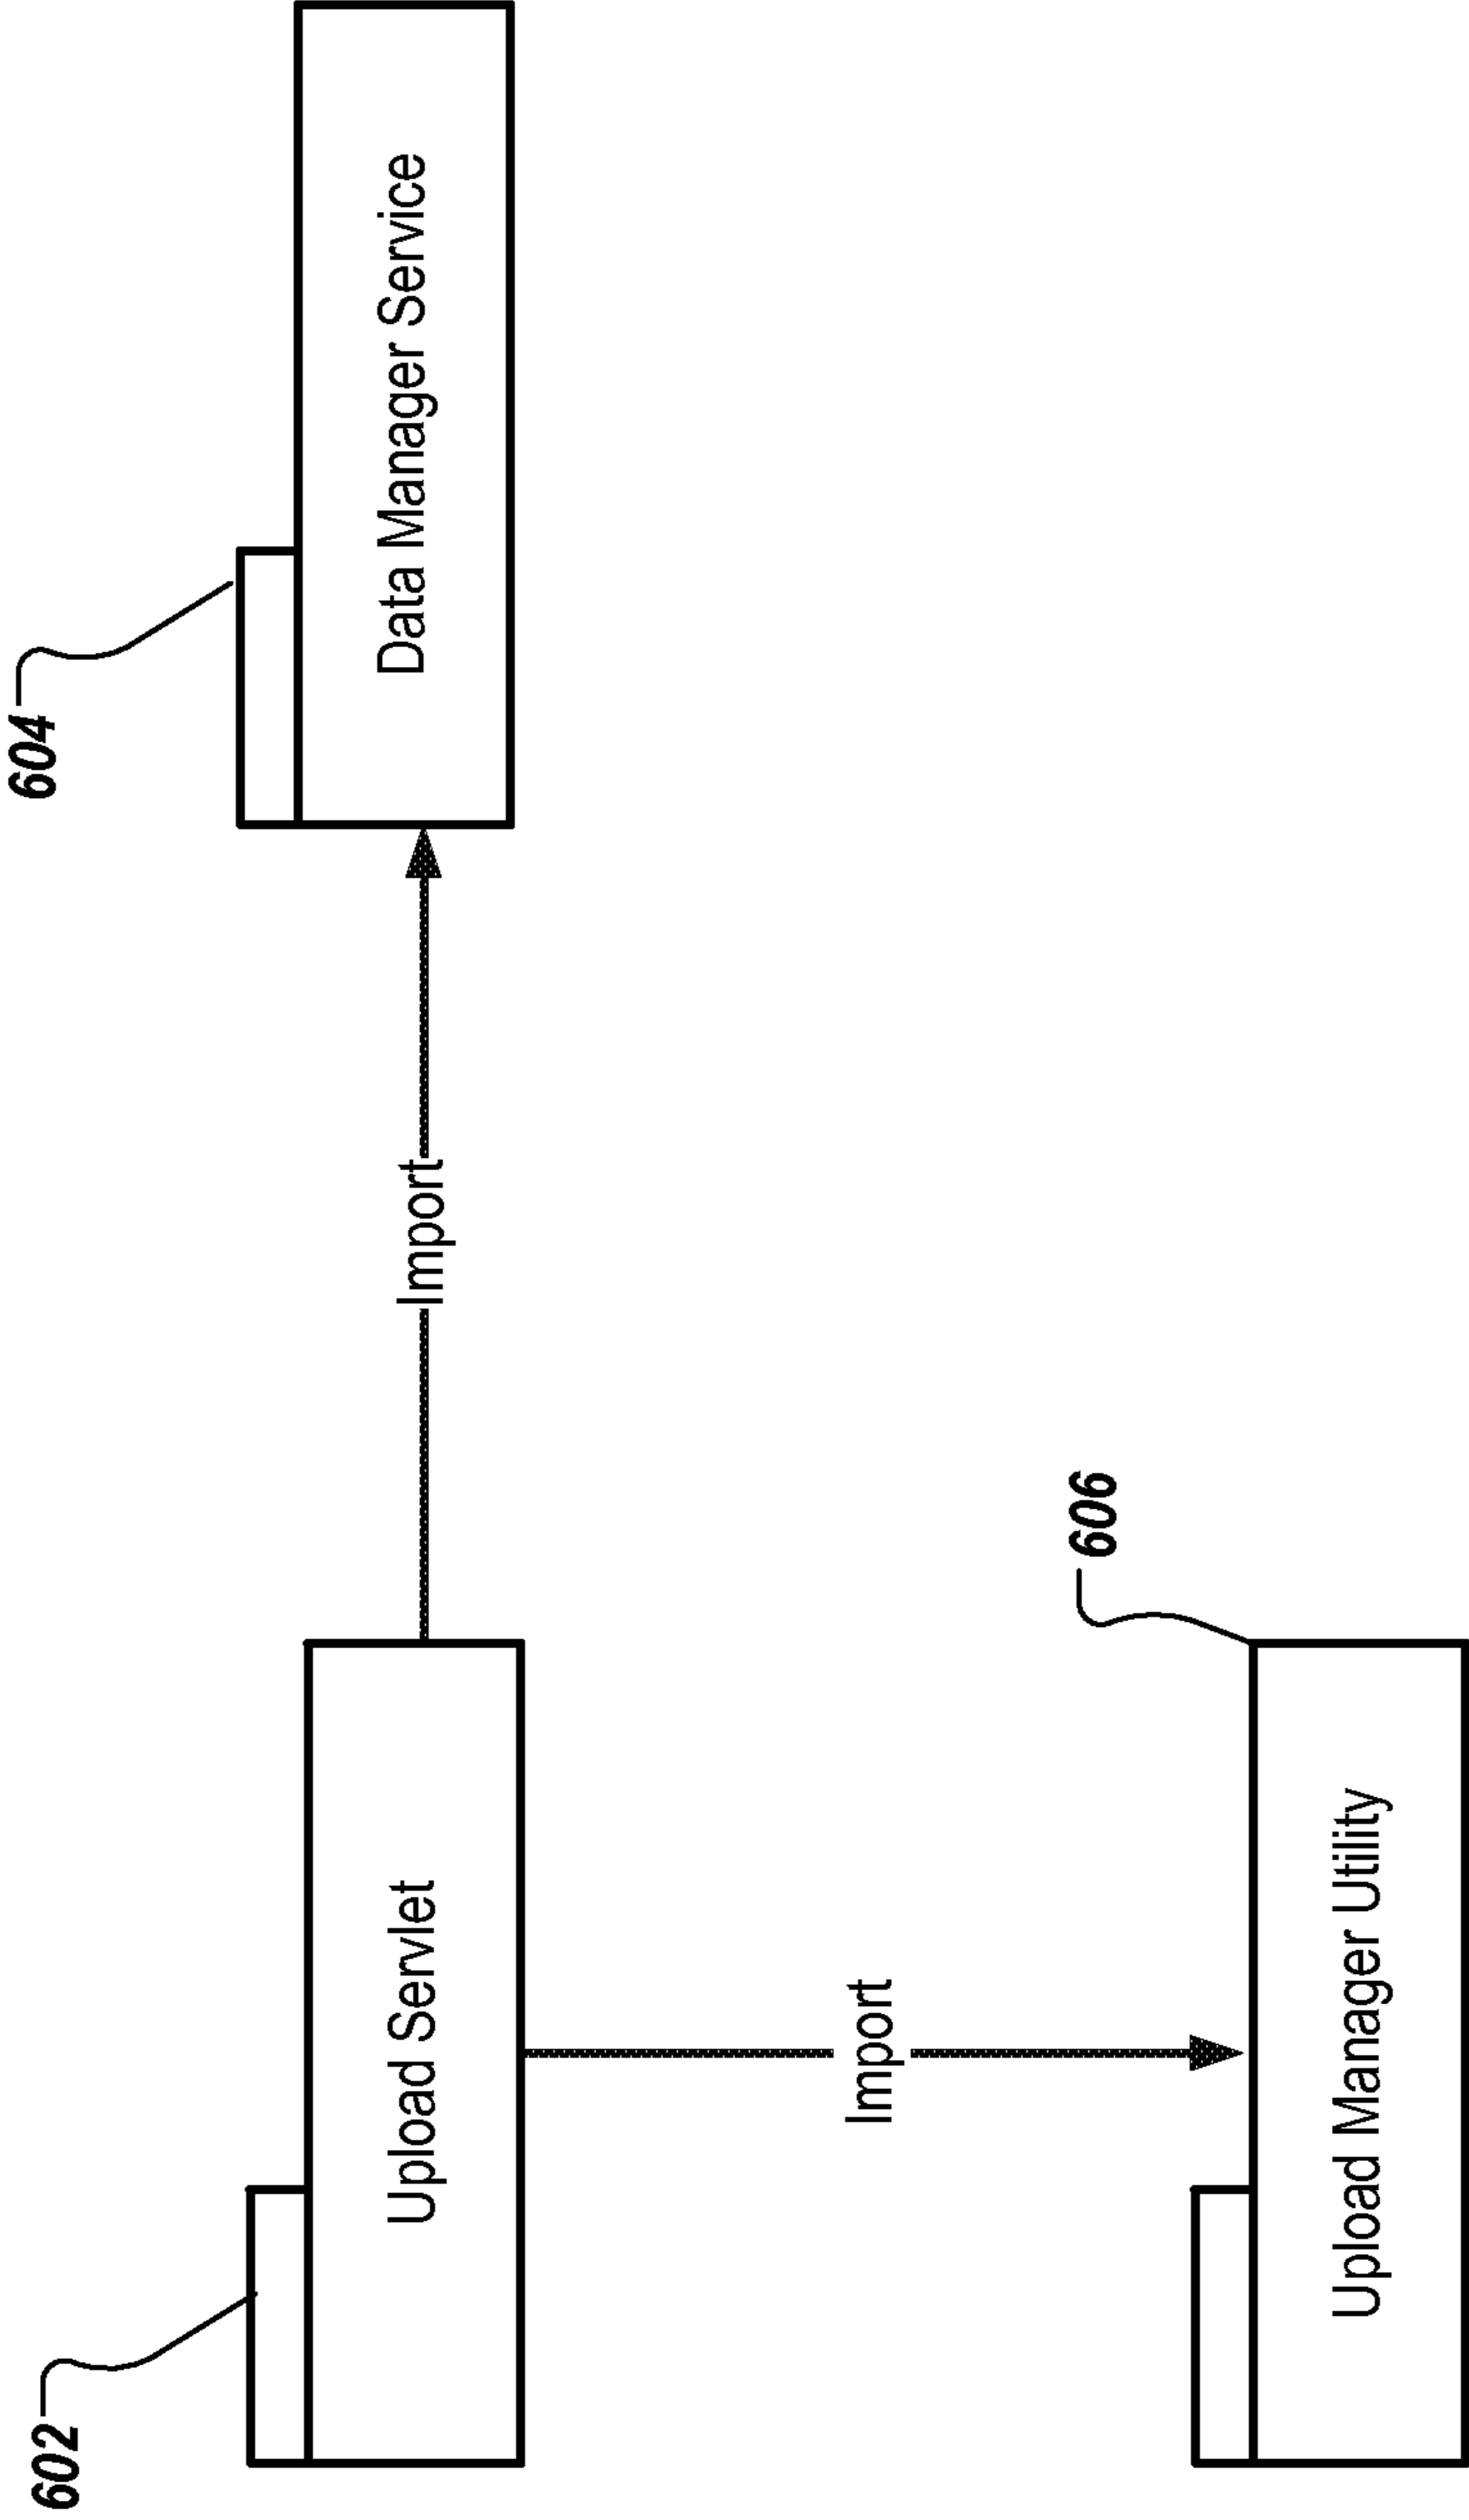 602
604
Upload Servlet
Import
Data Manager Service
Import
606
Upload Manager Utility